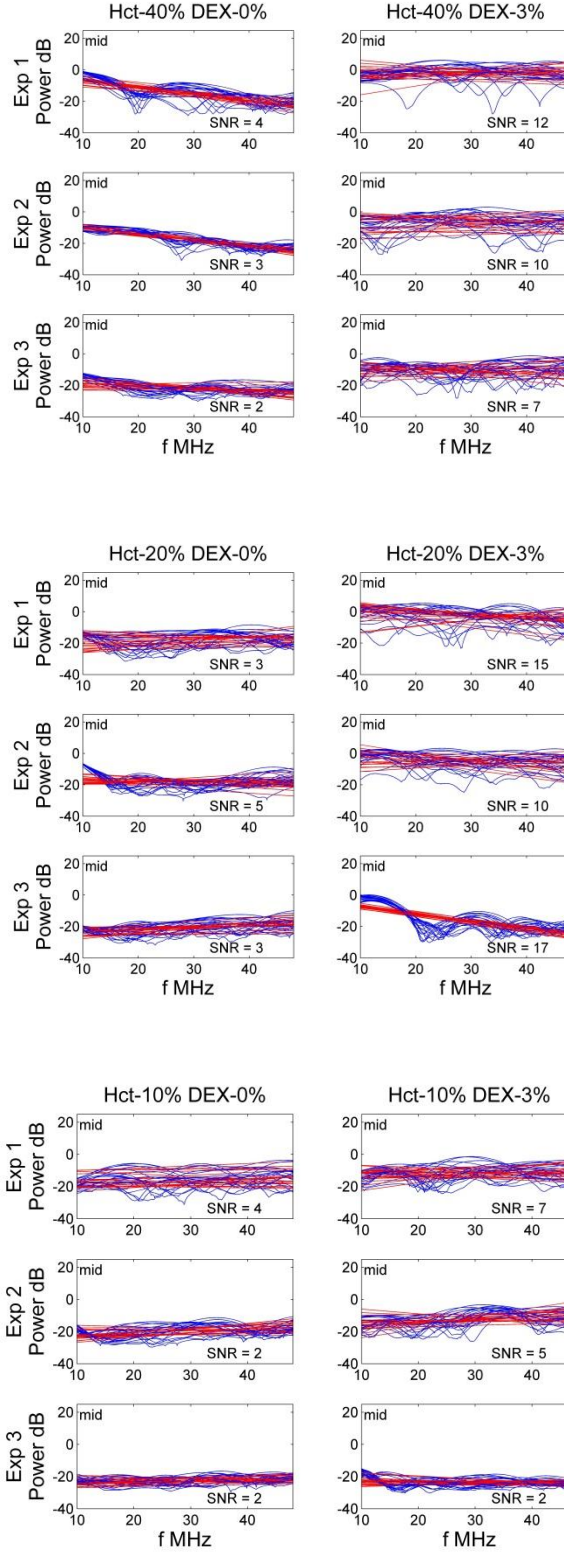 Hct-40% DEX-0% Hct-40% DEX-3%
Exp 1
Power dB
20
0
-20
-40
mid
SNR = 4
10 20 30 40
20
0
-20
-40
mid
SNR = 12
10 20 30 40
Exp 2
Power dB
20
0
-20
-40
mid
SNR = 3
10 20 30 40
20
0
-20
-40
mid
SNR = 10
10 20 30 40
Exp 3
Power dB
20
0
-20
-40
mid
SNR = 2
10 20 30 40
f MHz
20
0
-20
-40
mid
SNR = 7
10 20 30 40
f MHz
Hct-20% DEX-0% Hct-20% DEX-3%
Exp 1
Power dB
20
0
-20
-40
mid
SNR = 3
10 20 30 40
20
0
-20
-40
mid
SNR = 15
10 20 30 40
Exp 2
Power dB
20
0
-20
-40
mid
SNR = 5
10 20 30 40
20
0
-20
-40
mid
SNR = 10
10 20 30 40
Exp 3
Power dB
20
0
-20
-40
mid
SNR = 3
10 20 30 40
f MHz
20
0
-20
-40
mid
SNR = 17
10 20 30 40
f MHz
Hct-10% DEX-0% Hct-10% DEX-3%
Exp 1
Power dB
20
0
-20
-40
mid
SNR = 4
10 20 30 40
20
0
-20
-40
mid
SNR = 7
10 20 30 40
Exp 2
Power dB
20
0
-20
-40
mid
SNR = 2
10 20 30 40
20
0
-20
-40
mid
SNR = 5
10 20 30 40
Exp 3
Power dB
20
0
-20
-40
mid
SNR = 2
10 20 30 40
f MHz
20
0
-20
-40
mid
SNR = 2
10 20 30 40
f MHz